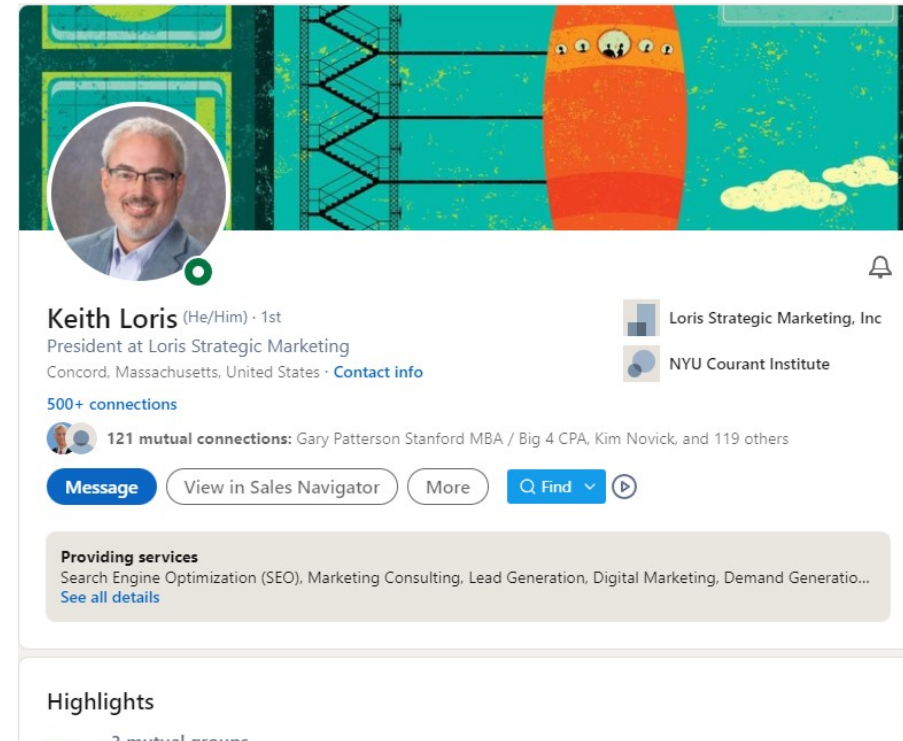 Keith Loris (He/Him) · 1st
President at Loris Strategic Marketing
Concord, Massachusetts, United States · Contact info
500+ connections
121 mutual connections: Gary Patterson Stanford MBA / Big 4 CPA, Kim Novick, and 119 others
Loris Strategic Marketing, Inc
NYU Courant Institute
Message
View in Sales Navigator
More
Find
Providing services
Search Engine Optimization (SEO), Marketing Consulting, Lead Generation, Digital Marketing, Demand Generatio...
See all details
Highlights
2 mutual groups